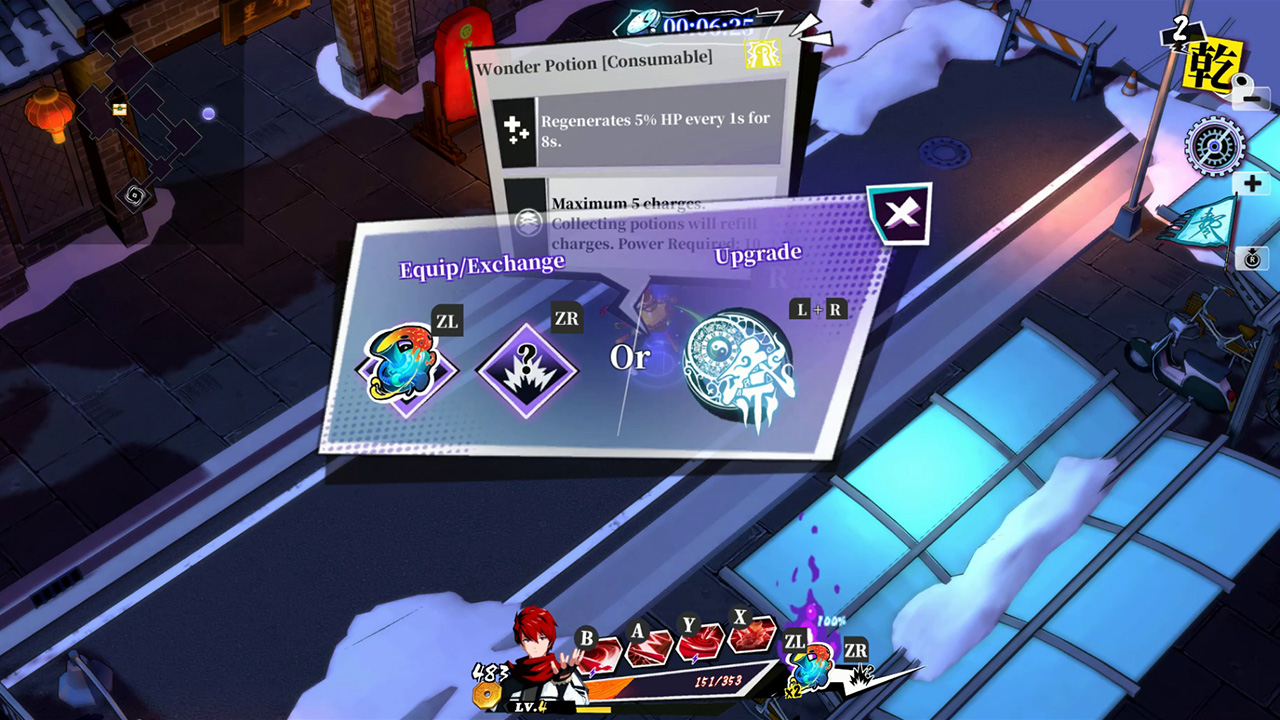 00:06:25
2
乾
Wonder Potion [Consumable]
Regenerates 5% HP every 1s for
8s.
Maximum 5 charges.
Collecting potions will refill
charges. Power Required: 10
Equip/Exchange
Upgrade
ZL
ZR
Or
L + R
R
B
A
Y
X
ZL
ZR
100%
x2
483
LV.4
151/353